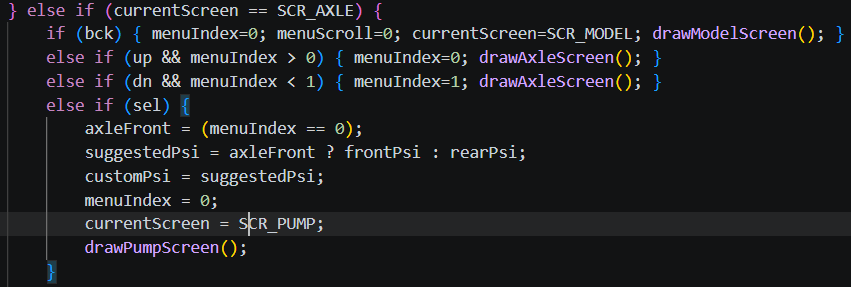 } else if (currentScreen == SCR_AXLE) {
    if (bck) { menuIndex=0; menuScroll=0; currentScreen=SCR_MODEL; drawModelScreen(); }
    else if (up && menuIndex > 0) { menuIndex=0; drawAxleScreen(); }
    else if (dn && menuIndex < 1) { menuIndex=1; drawAxleScreen(); }
    else if (sel) {
        axleFront = (menuIndex == 0);
        suggestedPsi = axleFront ? frontPsi : rearPsi;
        customPsi = suggestedPsi;
        menuIndex = 0;
        currentScreen = SCR_PUMP;
        drawPumpScreen();
    }